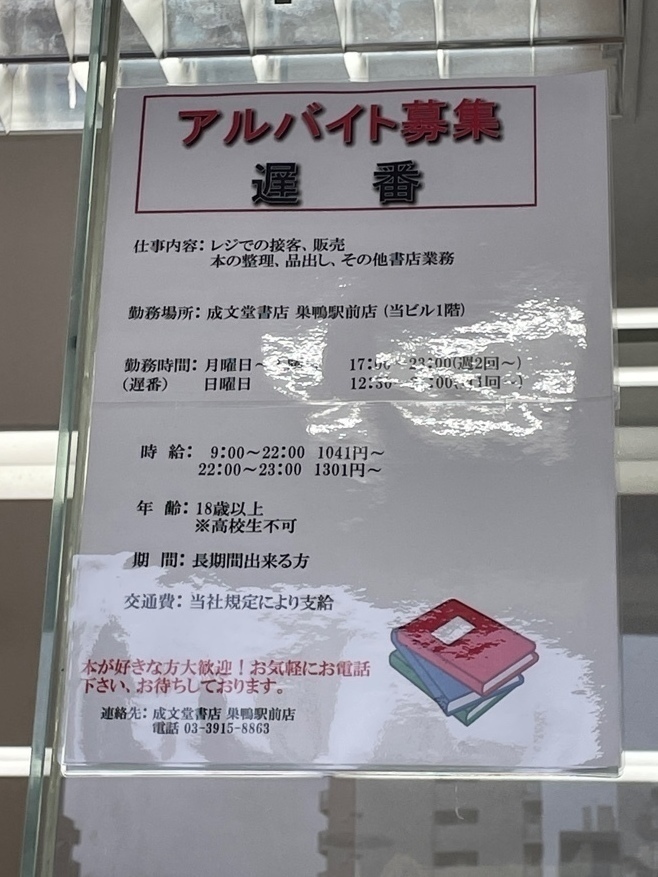 アルバイト募集
遅 番
仕事内容：レジでの接客、販売
本の整理、品出し、その他書店業務
勤務場所：成文堂書店 巣鴨駅前店（当ビル1階）
勤務時間：月曜日～ 23:00(週2回～)
(遅番) 日曜日
時 給： 9:00～22:00 1041円～
22:00～23:00 1301円～
年 齢：18歳以上
※高校生不可
期 間：長期間出来る方
交通費：当社規定により支給
本が好きな方大歓迎！お気軽にお電話
下さい、お待ちしております。
連絡先：成文堂書店 巣鴨駅前店
電話 03-3915-8863